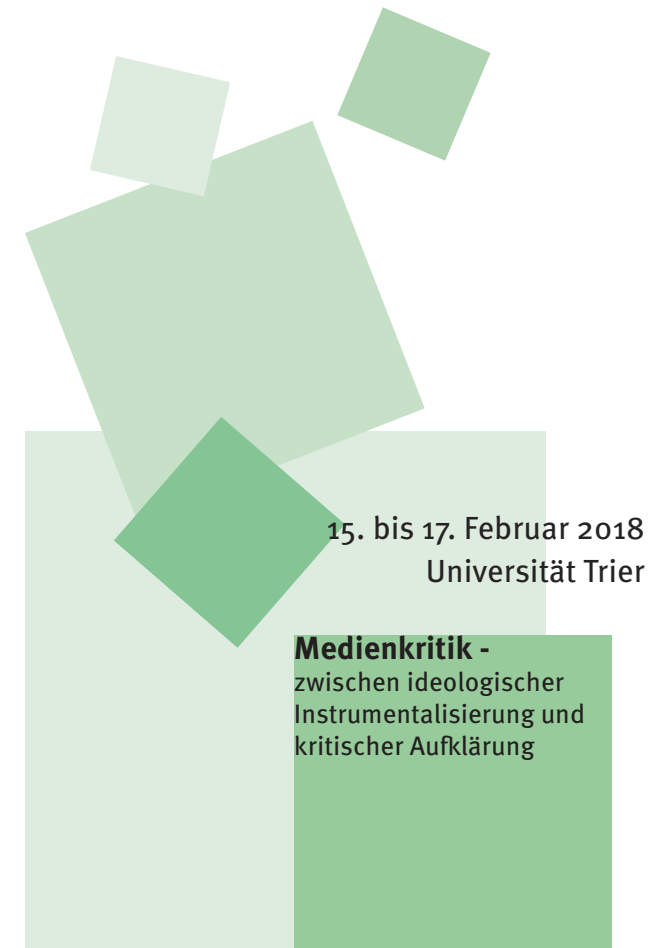 15. bis 17. Februar 2018
Universität Trier
Medienkritik -
zwischen ideologischer
Instrumentalisierung und
kritischer Aufklärung